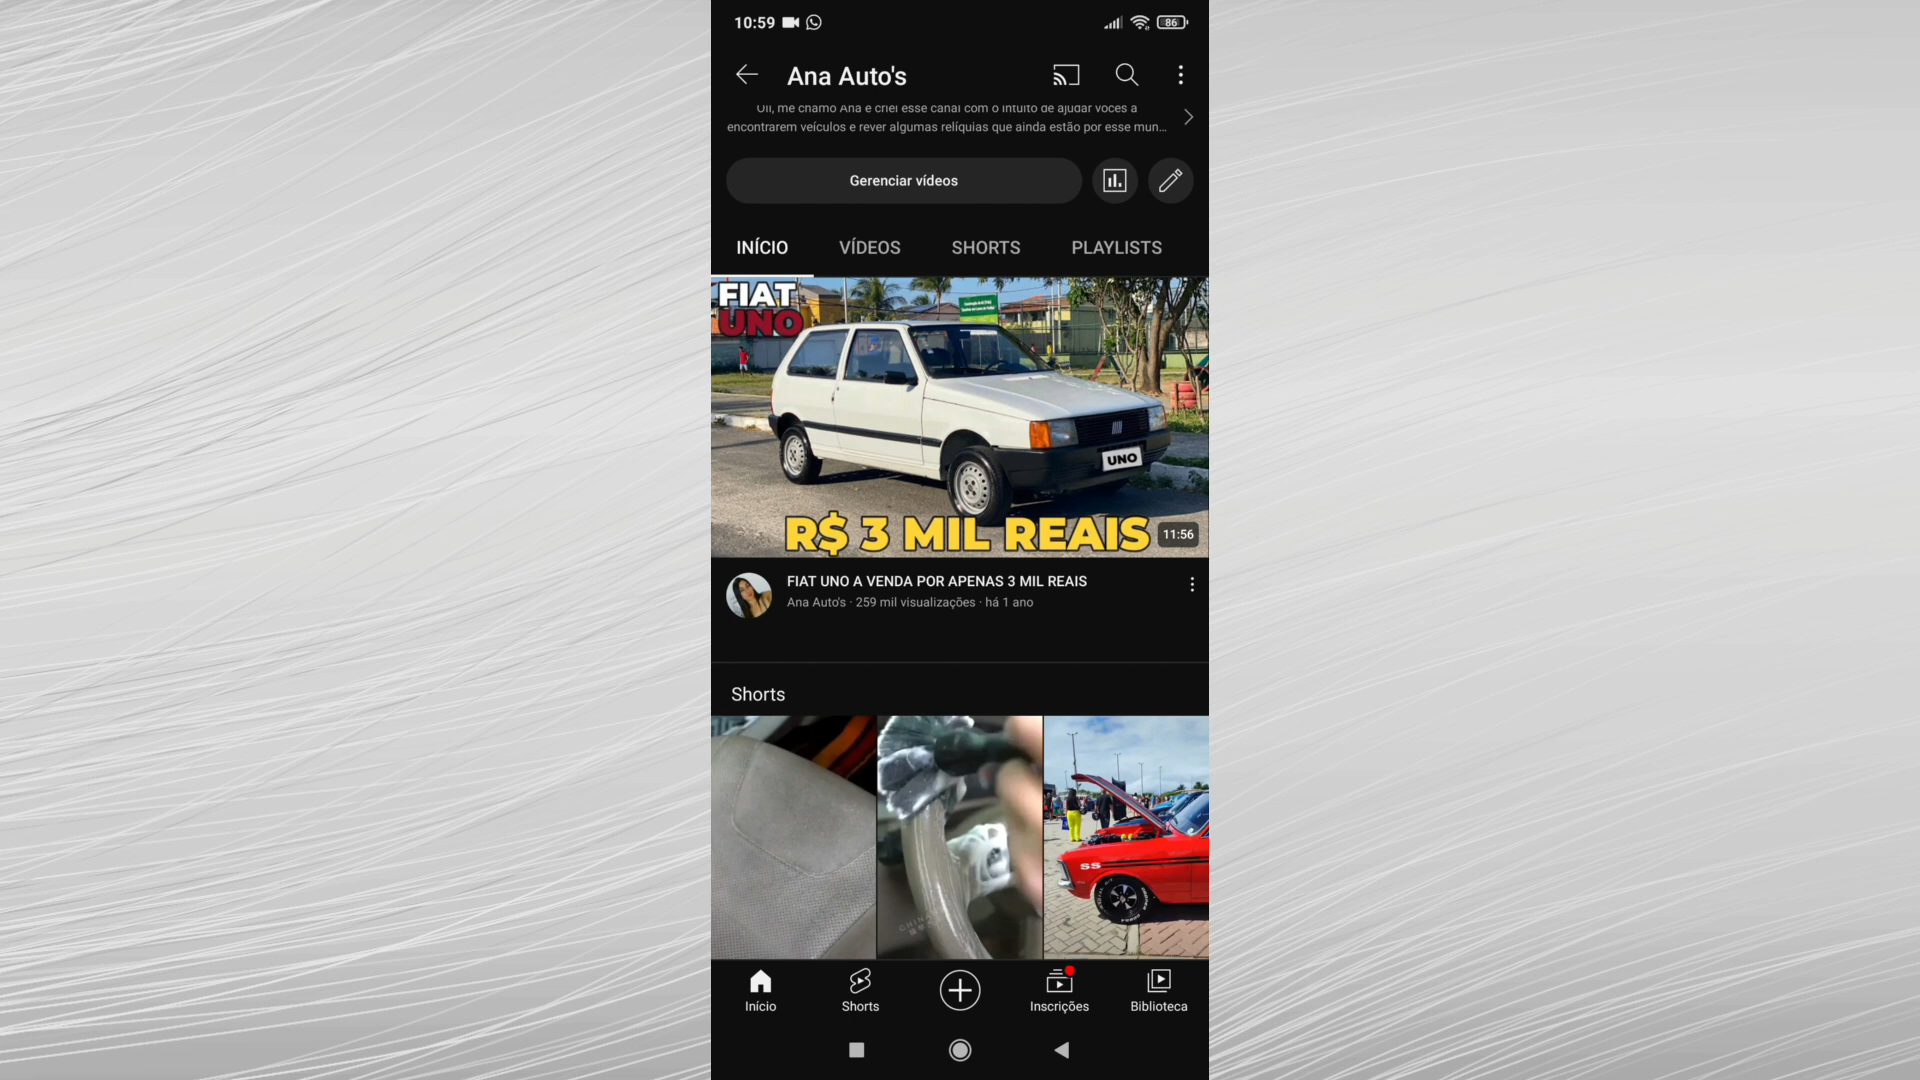 10:59
86
Ana Auto's
Oii, me chamo Ana e criei esse canal com o intuito de ajudar vocês a
encontrarem veículos e rever algumas relíquias que ainda estão por esse mun...
Gerenciar vídeos
INÍCIO
VÍDEOS
SHORTS
PLAYLISTS
FIAT
UNO
UNO
R$ 3 MIL REAIS
11:56
FIAT UNO A VENDA POR APENAS 3 MIL REAIS
Ana Auto's · 259 mil visualizações · há 1 ano
Shorts
SS
Início
Shorts
Inscrições
Biblioteca